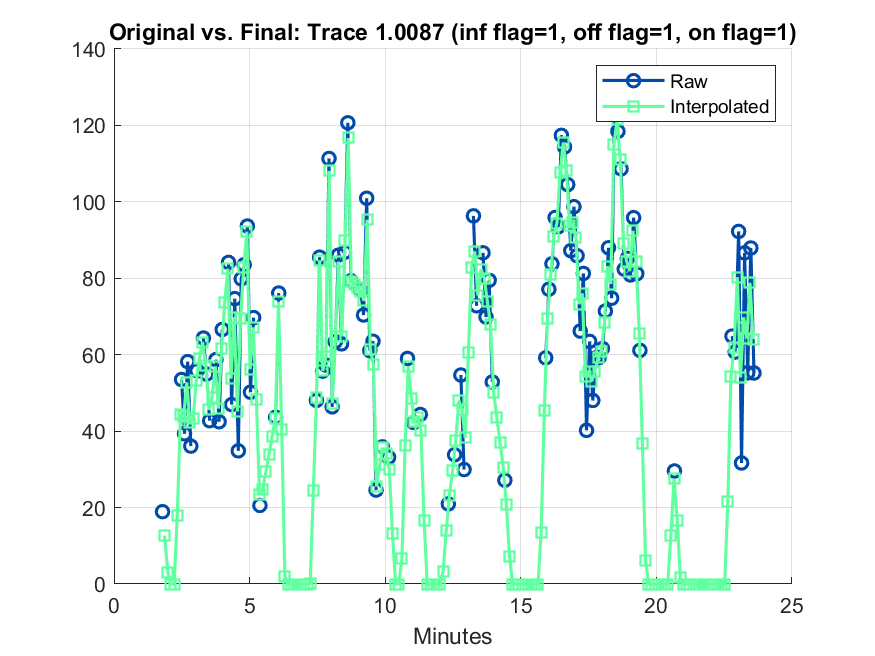 Original vs. Final: Trace 1.0087 (inf flag=1, off flag=1, on flag=1)
140
120
100
80
60
40
20
0
Raw
Interpolated
0 5 10 15 20 25
Minutes